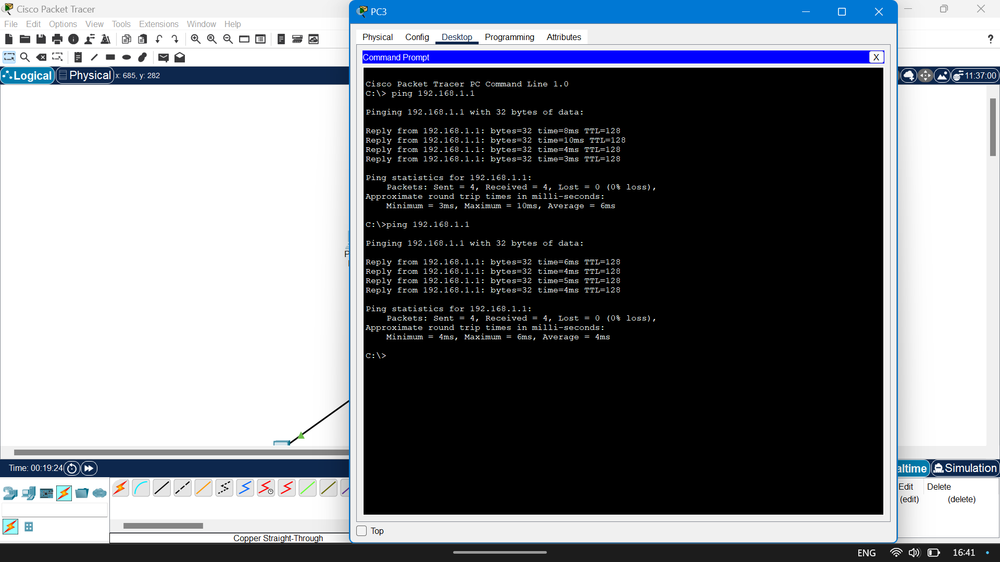 Cisco Packet Tracer
File Edit Options View Tools Extensions Window Help
?
Logical Physical x: 685, y: 282
11:37:00
Time: 00:19:24
Copper Straight-Through
PC3
Physical Config Desktop Programming Attributes
Command Prompt X
Cisco Packet Tracer PC Command Line 1.0
C:\> ping 192.168.1.1
Pinging 192.168.1.1 with 32 bytes of data:
Reply from 192.168.1.1: bytes=32 time=8ms TTL=128
Reply from 192.168.1.1: bytes=32 time=10ms TTL=128
Reply from 192.168.1.1: bytes=32 time=4ms TTL=128
Reply from 192.168.1.1: bytes=32 time=3ms TTL=128
Ping statistics for 192.168.1.1:
Packets: Sent = 4, Received = 4, Lost = 0 (0% loss),
Approximate round trip times in milli-seconds:
Minimum = 3ms, Maximum = 10ms, Average = 6ms
C:\>ping 192.168.1.1
Pinging 192.168.1.1 with 32 bytes of data:
Reply from 192.168.1.1: bytes=32 time=6ms TTL=128
Reply from 192.168.1.1: bytes=32 time=4ms TTL=128
Reply from 192.168.1.1: bytes=32 time=5ms TTL=128
Reply from 192.168.1.1: bytes=32 time=4ms TTL=128
Ping statistics for 192.168.1.1:
Packets: Sent = 4, Received = 4, Lost = 0 (0% loss),
Approximate round trip times in milli-seconds:
Minimum = 4ms, Maximum = 6ms, Average = 4ms
C:\>
Top
altime Simulation
Edit Delete
(edit) (delete)
ENG 16:41